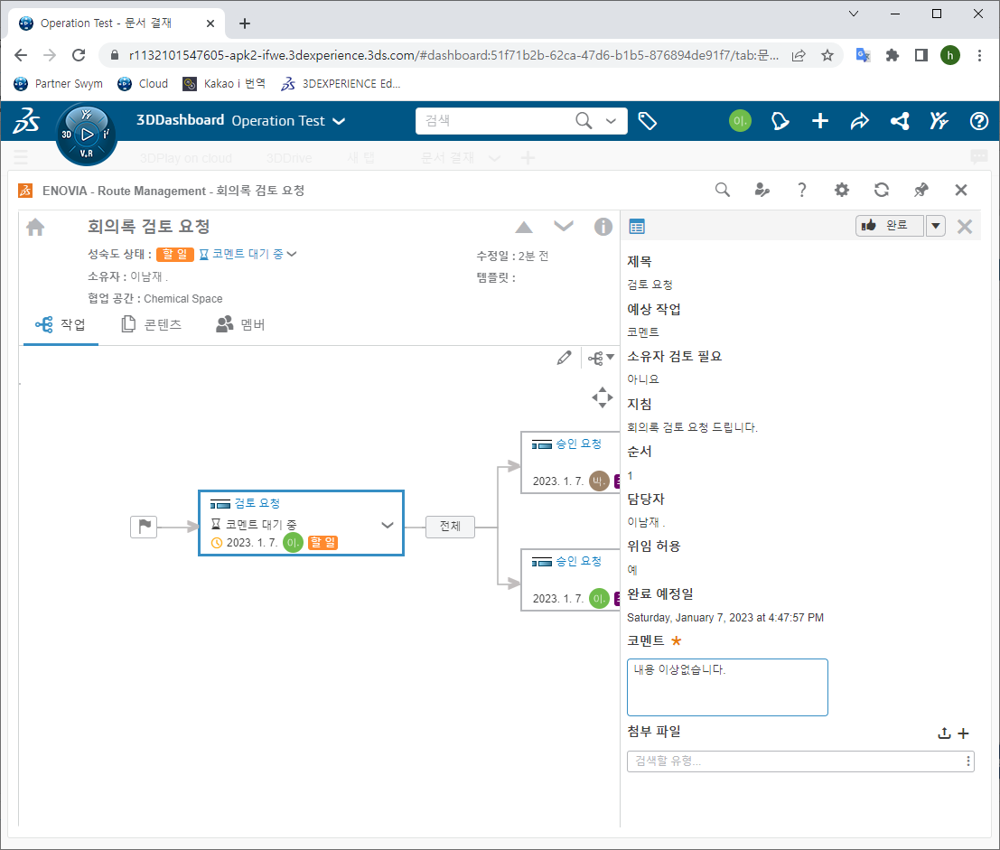 Operation Test - 문서 결재
r1132101547605-apk2-ifwe.3dexperience.3ds.com/#dashboard:51f71b2b-62ca-47d6-b1b5-876894de91f7/tab:문...
h
Partner Swym
Cloud
Kakao i 번역
3DEXPERIENCE Ed...
3D
V.R
3DDashboard Operation Test
검색
이.
3DPlay on cloud
3DDrive
새 탭
문서 결재
ENOVIA - Route Management - 회의록 검토 요청
회의록 검토 요청
성숙도 상태 : 할 일 코멘트 대기 중
수정일 : 2분 전
소유자 : 이남재 .
템플릿 :
협업 공간 : Chemical Space
작업
콘텐츠
멤버
승인 요청
2023. 1. 7. 박.
검토 요청
코멘트 대기 중
2023. 1. 7. 이. 할 일
전체
승인 요청
2023. 1. 7. 이.
완료
제목
검토 요청
예상 작업
코멘트
소유자 검토 필요
아니요
지침
회의록 검토 요청 드립니다.
순서
1
담당자
이남재 .
위임 허용
예
완료 예정일
Saturday, January 7, 2023 at 4:47:57 PM
코멘트 *
내용 이상없습니다.
첨부 파일
검색할 유형...